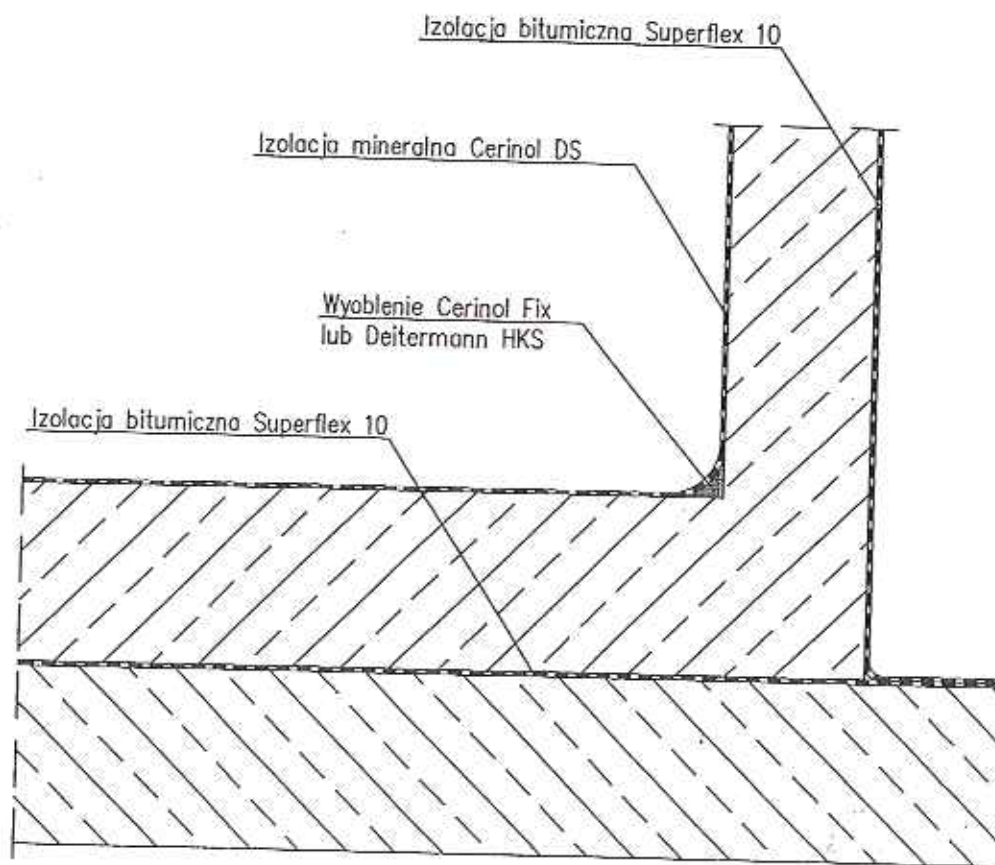 Izolacja bitumiczna Superflex 10
Izolacja mineralna Cerinol DS
Wyoblenie Cerinol Fix
lub Deitermann HKS
Izolacja bitumiczna Superflex 10